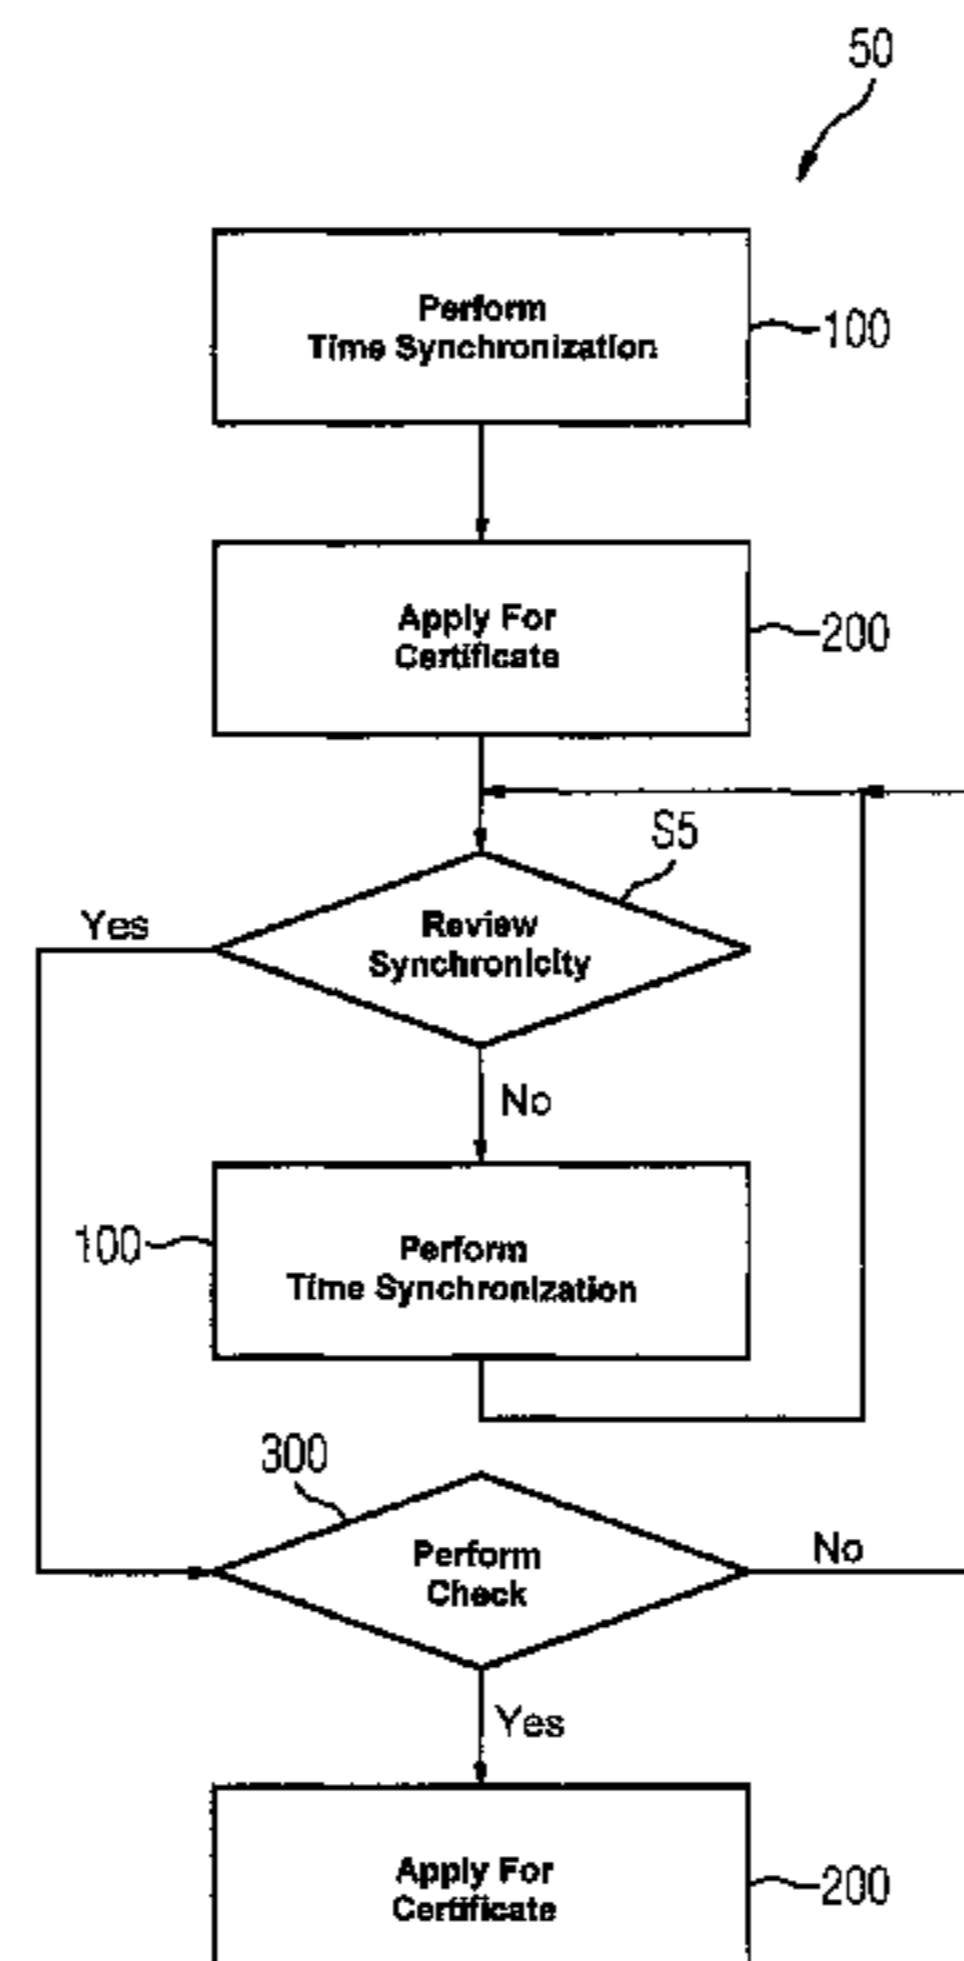 50
Perform
Time Synchronization
100
Apply For
Certificate
200
S5
Yes
Review
Synchronicity
No
100
Perform
Time Synchronization
300
Perform
Check
No
Yes
Apply For
Certificate
200